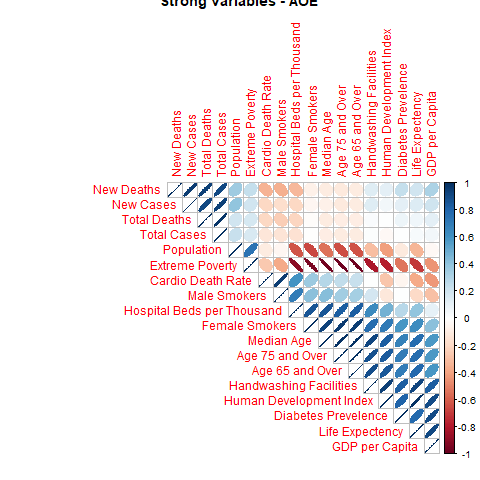 Strong Variables - AOE
New Deaths
New Cases
Total Deaths
Total Cases
Population
Extreme Poverty
Cardio Death Rate
Male Smokers
Hospital Beds per Thousand
Female Smokers
Median Age
Age 75 and Over
Age 65 and Over
Handwashing Facilities
Human Development Index
Diabetes Prevelence
Life Expectency
GDP per Capita
New Deaths
New Cases
Total Deaths
Total Cases
Population
Extreme Poverty
Cardio Death Rate
Male Smokers
Hospital Beds per Thousand
Female Smokers
Median Age
Age 75 and Over
Age 65 and Over
Handwashing Facilities
Human Development Index
Diabetes Prevelence
Life Expectency
GDP per Capita
1
0.8
0.6
0.4
0.2
0
-0.2
-0.4
-0.6
-0.8
-1